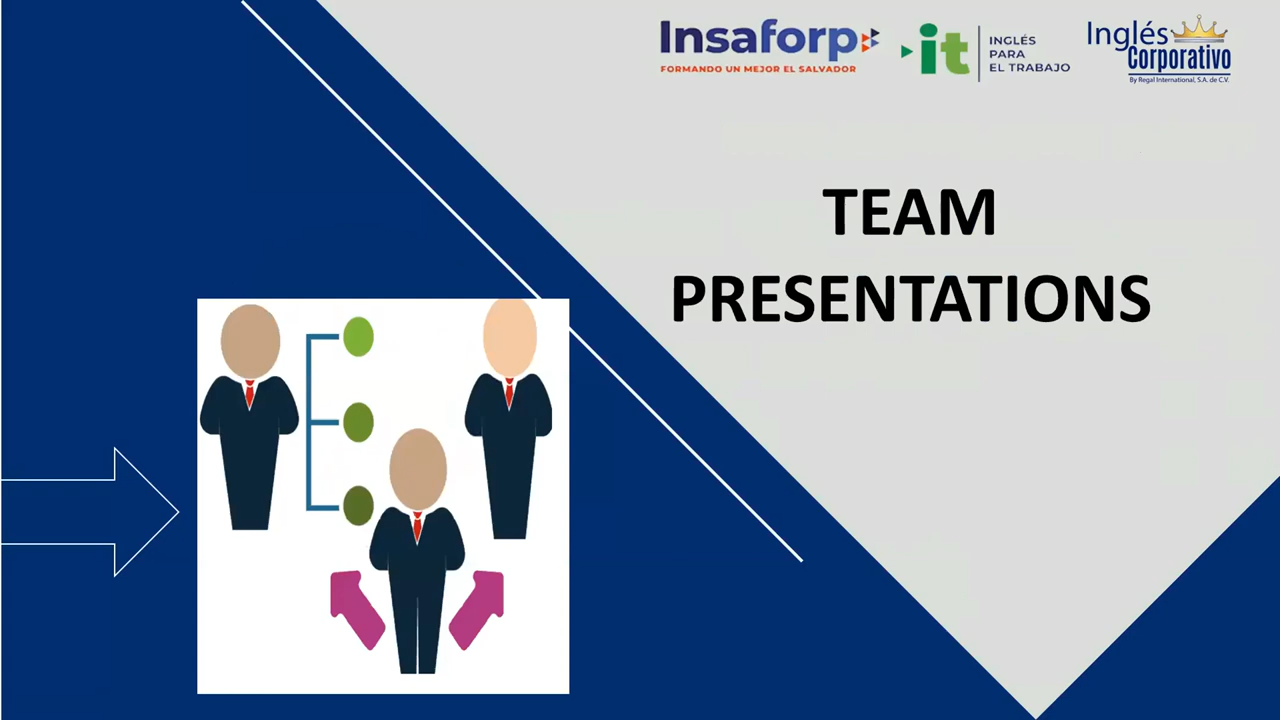 Insaforp
FORMANDO UN MEJOR EL SALVADOR
it
INGLÉS
PARA
EL TRABAJO
Inglés
Corporativo
By Regal International, S.A. de C.V.
TEAM
PRESENTATIONS